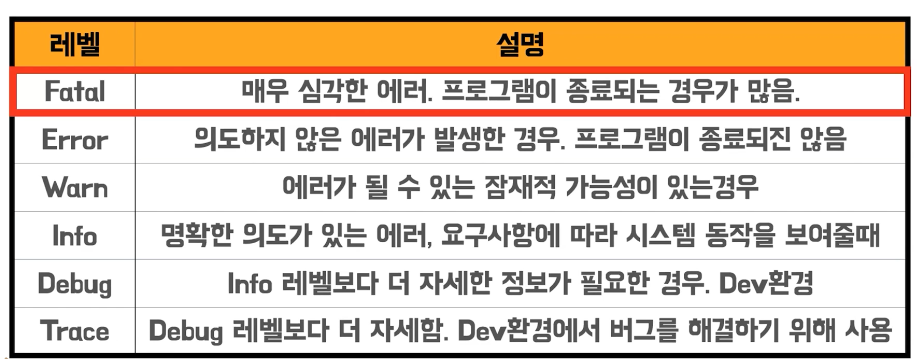 레벨 설명
Fatal 매우 심각한 에러. 프로그램이 종료되는 경우가 많음.
Error 의도하지 않은 에러가 발생한 경우. 프로그램이 종료되진 않음
Warn 에러가 될 수 있는 잠재적 가능성이 있는경우
Info 명확한 의도가 있는 에러, 요구사항에 따라 시스템 동작을 보여줄때
Debug Info 레벨보다 더 자세한 정보가 필요한 경우. Dev환경
Trace Debug 레벨보다 더 자세함. Dev환경에서 버그를 해결하기 위해 사용